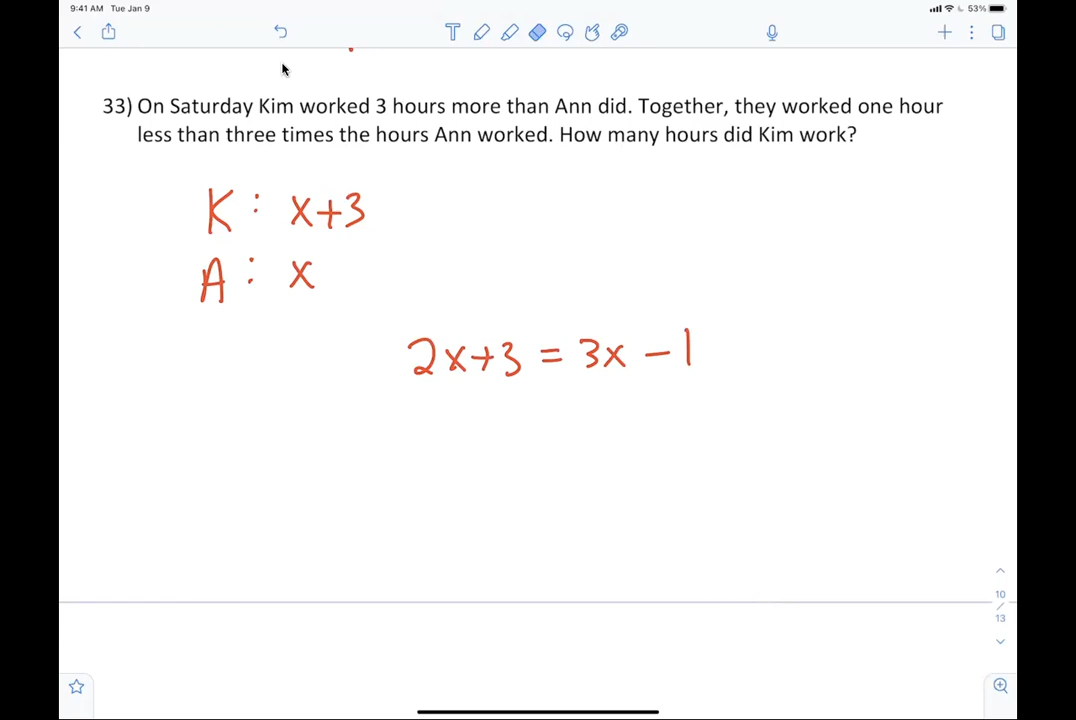 9:41 AM Tue Jan 9
53%
T
33) On Saturday Kim worked 3 hours more than Ann did. Together, they worked one hour
less than three times the hours Ann worked. How many hours did Kim work?
K : x+3
A : x
2x+3 = 3x - 1
10
/
13